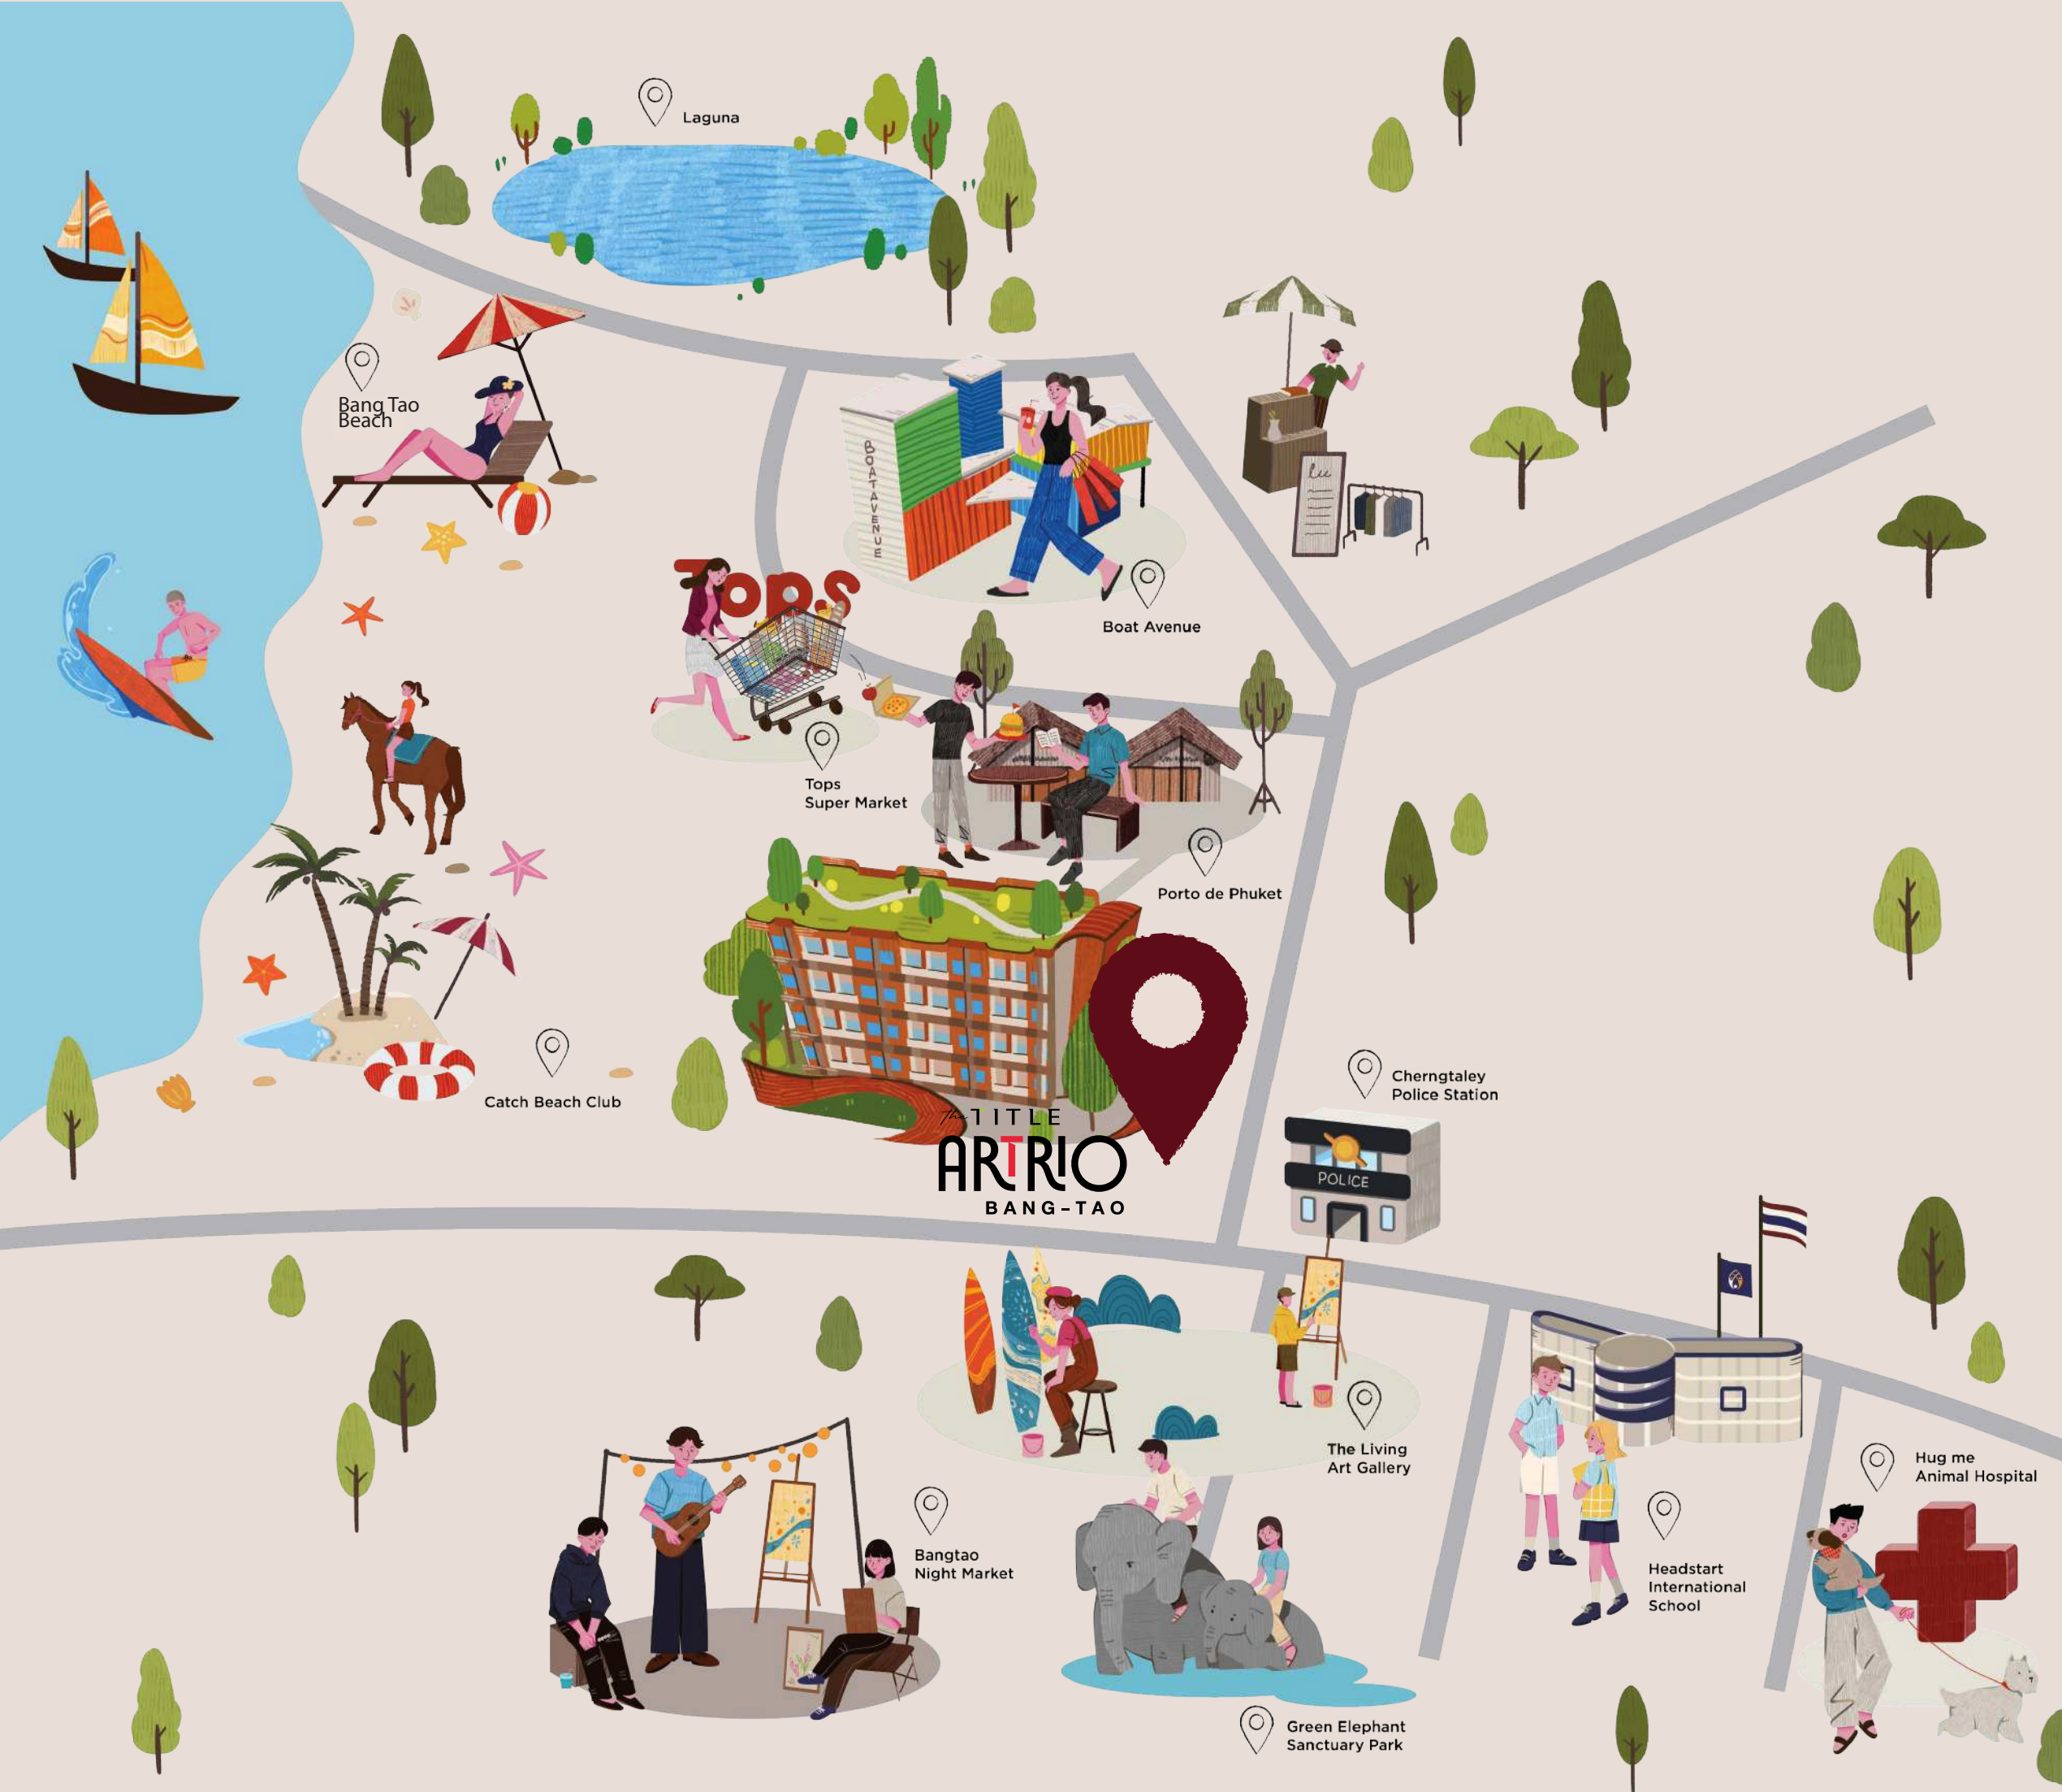 Laguna
Bang Tao
Beach
BOATAVENUE
Boat Avenue
Tops
Tops
Super Market
Porto de Phuket
Catch Beach Club
The TITLE
ARTRIO
BANG-TAO
Cherngtaley
Police Station
POLICE
The Living
Art Gallery
Bangtao
Night Market
Green Elephant
Sanctuary Park
Headstart
International
School
Hug me
Animal Hospital